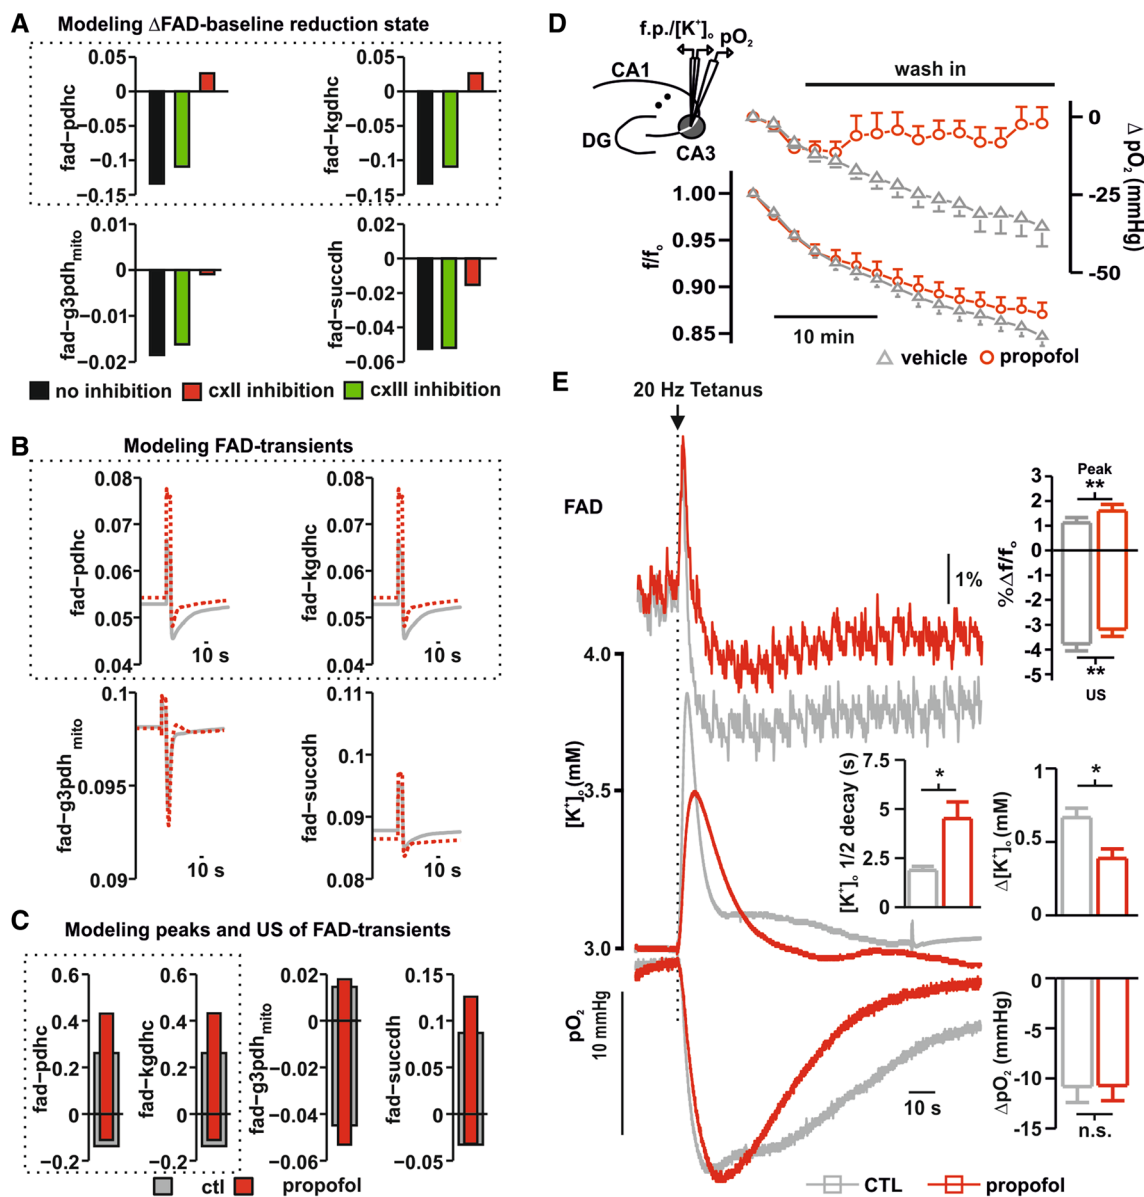 A Modeling ΔFAD-baseline reduction state
fad−pdhc
0.05
0
−0.05
−0.1
−0.15
fad−kgdhc
0.05
0
−0.05
−0.1
−0.15
fad−g3pdhmito
0.01
0
−0.01
−0.02
fad−succdh
0
−0.02
−0.04
−0.06
no inhibition cxII inhibition cxIII inhibition
B Modeling FAD-transients
fad−pdhc
0.08
0.07
0.06
0.05
0.04
10 s
fad−kgdhc
0.08
0.07
0.06
0.05
0.04
10 s
fad−g3pdhmito
0.1
0.095
0.09
10 s
fad−succdh
0.11
0.1
0.09
0.08
10 s
C Modeling peaks and US of FAD-transients
fad−pdhc
0.6
0.4
0.2
0
−0.2
fad−kgdhc
0.6
0.4
0.2
0
−0.2
fad−g3pdhmito
0.02
0
−0.02
−0.04
−0.06
fad−succdh
0.15
0.1
0.05
0
−0.05
ctl propofol
D
f.p./[K+]o pO2
CA1
DG
CA3
wash in
0
−25
−50
Δ pO2 (mmHg)
1.00
0.95
0.90
0.85
f/fo
10 min
vehicle propofol
E
20 Hz Tetanus
FAD
1%
4.0
3.5
3.0
[K+]o (mM)
pO2
10 mmHg
10 s
Peak
**
3
2
1
0
-1
-2
-3
-4
-5
%Δf/fo
**
US
[K+]o 1/2 decay (s)
7.5
5
2.5
0
*
Δ[K+]o (mM)
1
0.5
0
*
ΔpO2 (mmHg)
0
−5
−10
−15
n.s.
CTL propofol